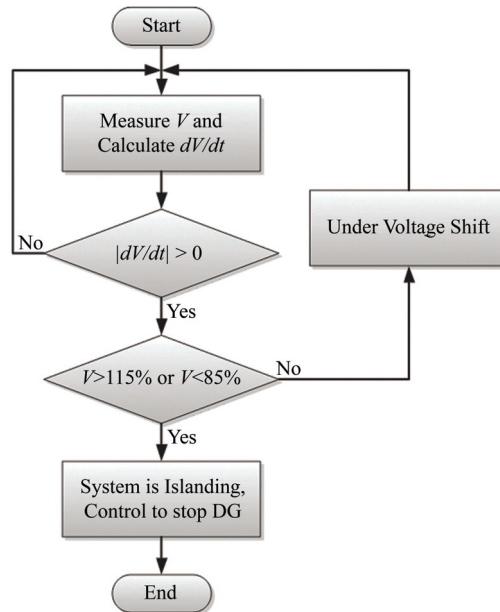 Start
Measure V and
Calculate dV/dt
No
|dV/dt| > 0
Under Voltage Shift
Yes
V>115% or V<85%
No
Yes
System is Islanding,
Control to stop DG
End